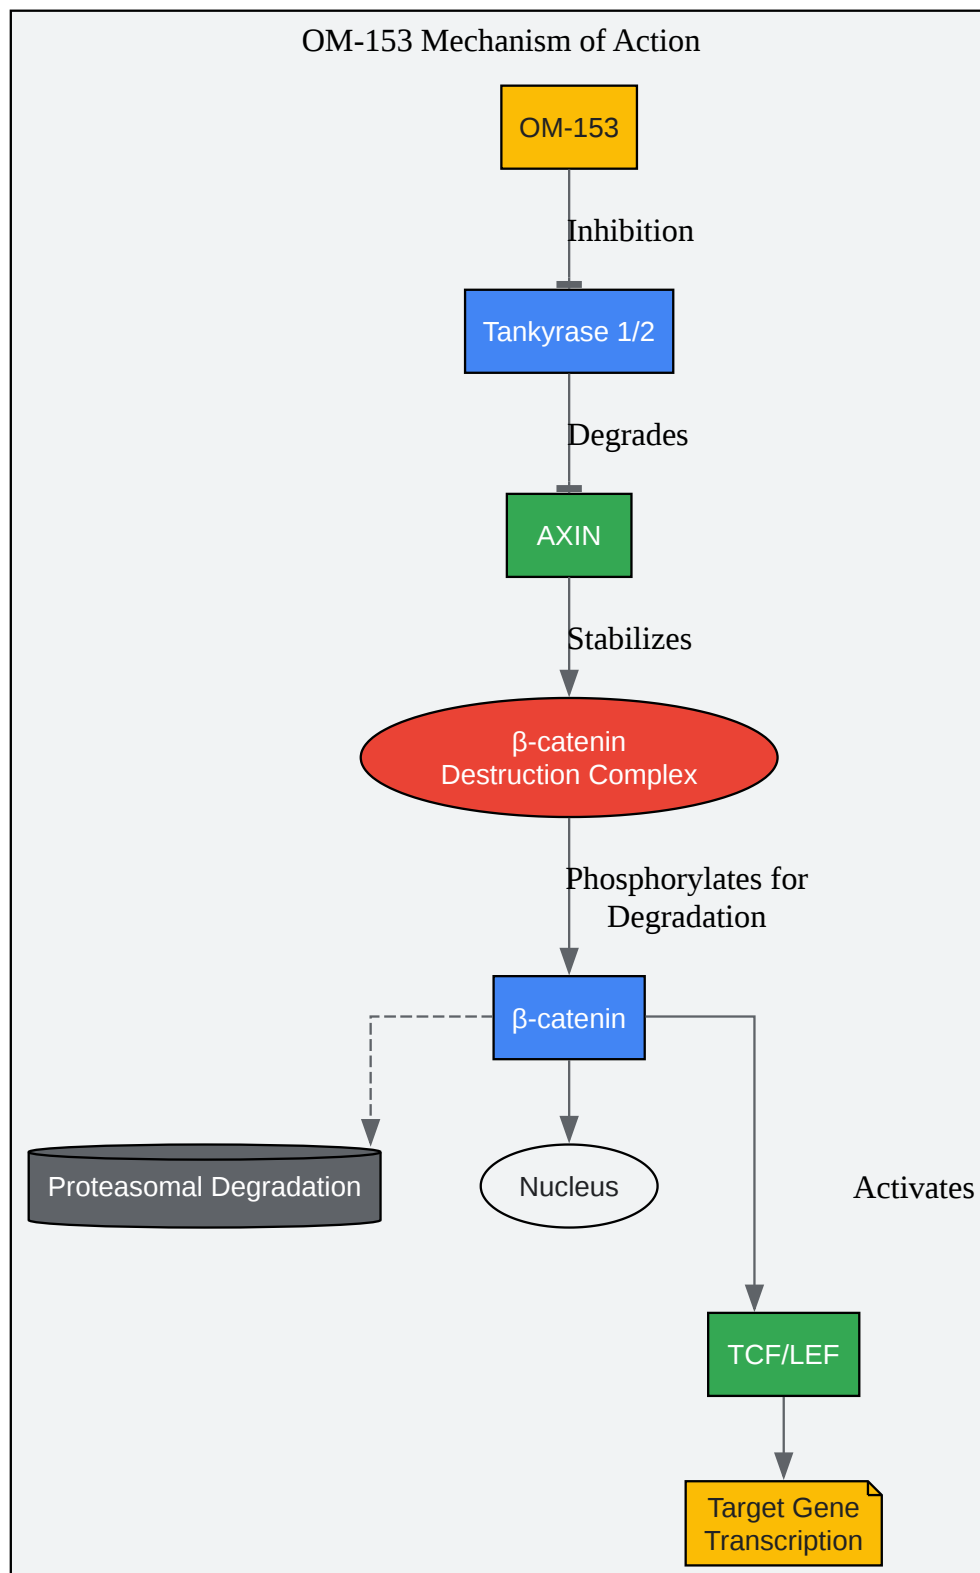 OM-153 Mechanism of Action
OM-153
Inhibition
Tankyrase 1/2
Degrades
AXIN
Stabilizes
β-catenin
Destruction Complex
Phosphorylates for
Degradation
β-catenin
Proteasomal Degradation
Nucleus
Activates
TCF/LEF
Target Gene
Transcription